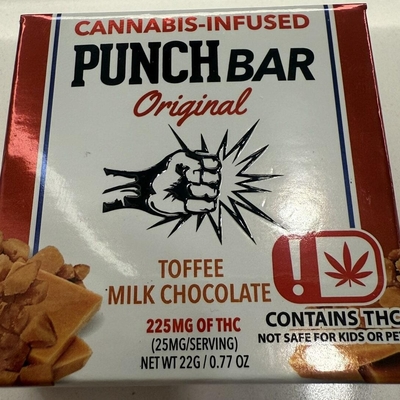 CANNABIS-INFUSED
PUNCH BAR
Original
TOFFEE
MILK CHOCOLATE
225MG OF THC
(25MG/SERVING)
NET WT 22G / 0.77 OZ
!
CONTAINS THC
NOT SAFE FOR KIDS OR